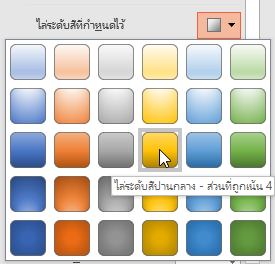 ไล่ระดับสีที่กำหนดไว้
ไล่ระดับสีปานกลาง - ส่วนที่ถูกเน้น 4